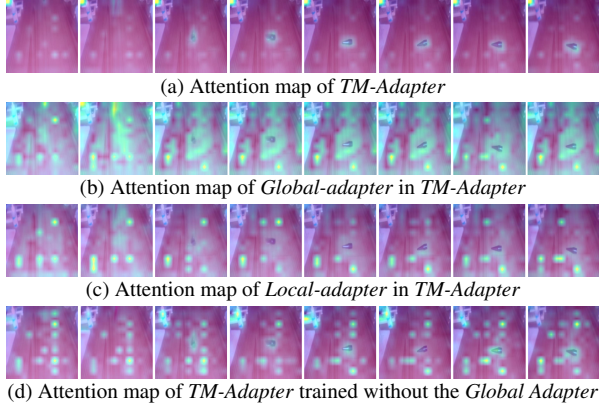 (a) Attention map of TM-Adapter
(b) Attention map of Global-adapter in TM-Adapter
(c) Attention map of Local-adapter in TM-Adapter
(d) Attention map of TM-Adapter trained without the Global Adapter